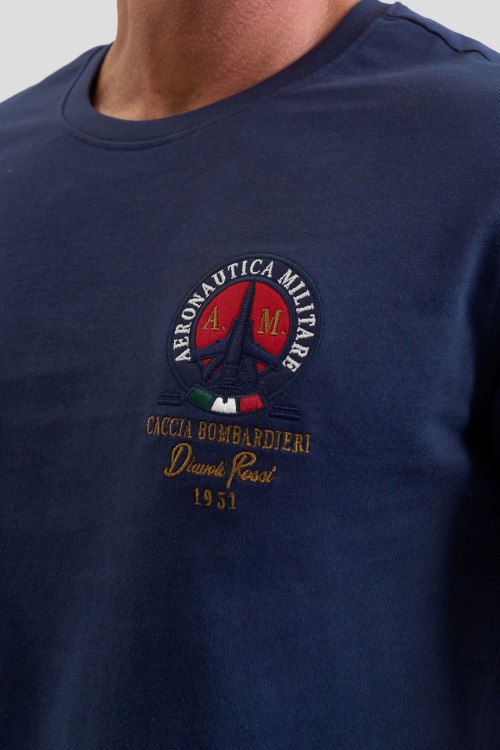 AERONAUTICA MILITARE
A. M.
CACCIA BOMBARDIERI
Diavoli Rossi
1951